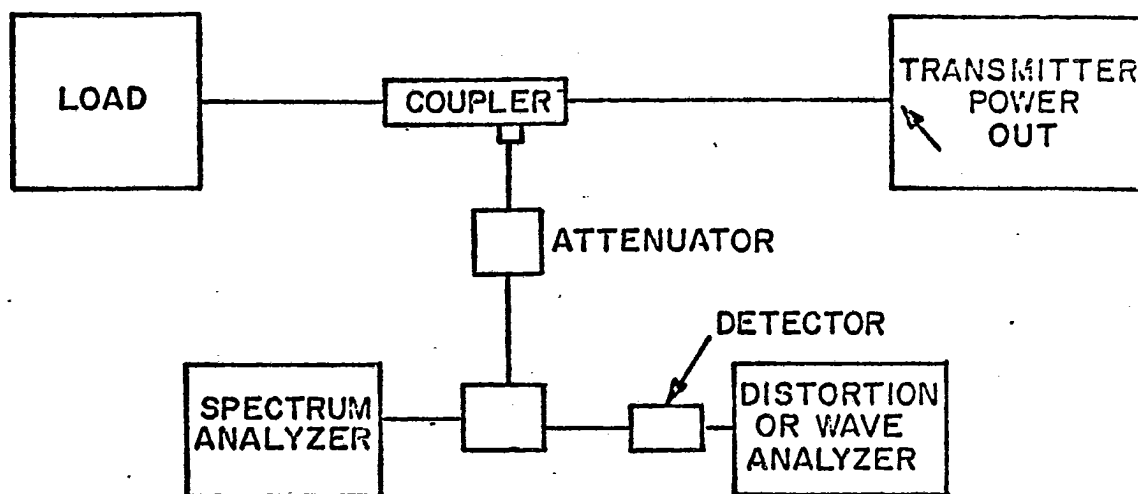 LOAD
COUPLER
TRANSMITTER
POWER
OUT
ATTENUATOR
DETECTOR
SPECTRUM
ANALYZER
DISTORTION
OR WAVE
ANALYZER